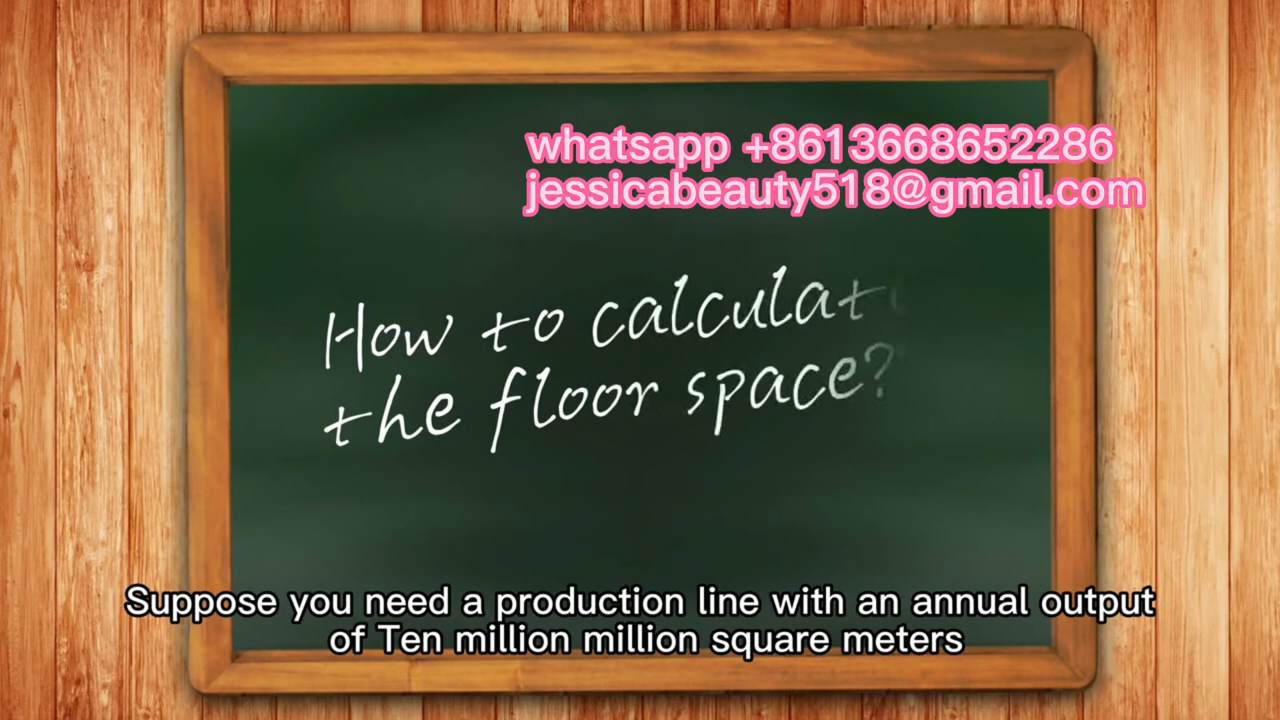 whatsapp +8613668652286
jessicabeauty518@gmail.com
How to calculate
the floor space?
Suppose you need a production line with an annual output
of Ten million million square meters